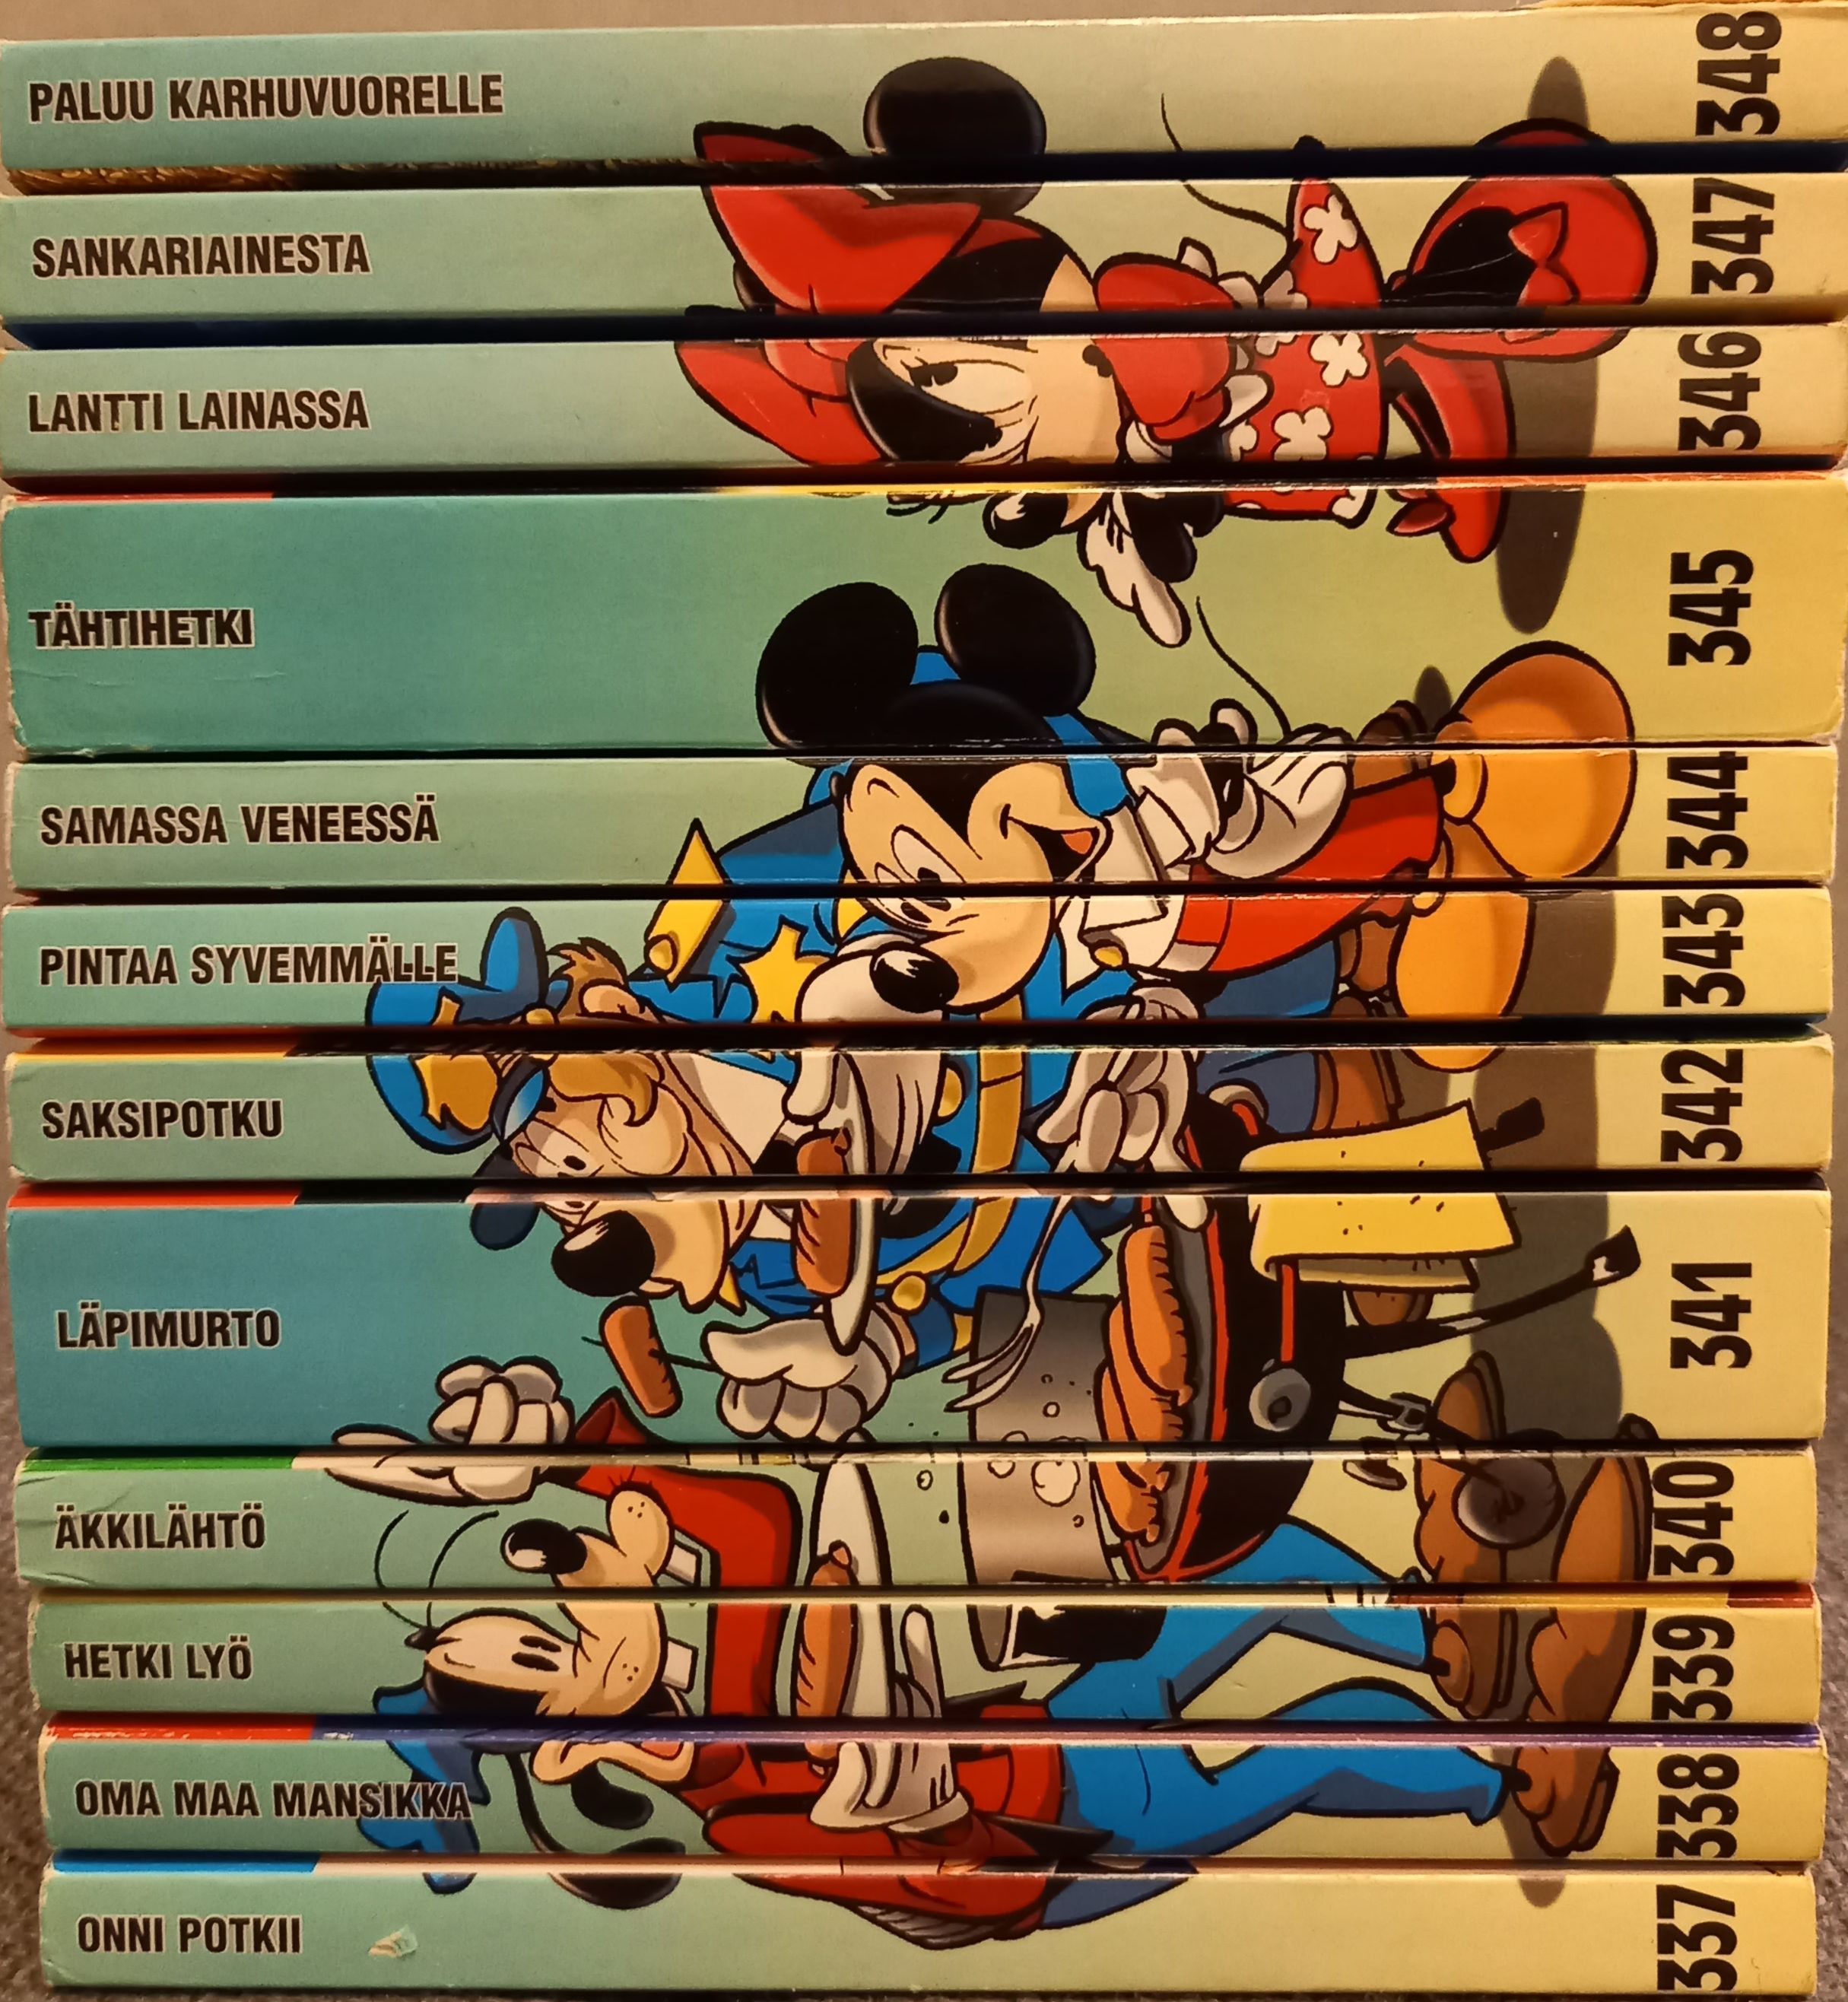 ONNI POTKII
337
OMA MAA MANSIKKA
338
HETKI LYÖ
339
ÄKKILÄHTÖ
340
LÄPIMURTO
341
SAKSIPOTKU
342
PINTAA SYVEMMÄLLE
343
SAMASSA VENEESSÄ
344
TÄHTIHETKI
345
LANTTI LAINASSA
346
SANKARIAINESTA
347
PALUU KARHUVUORELLE
348